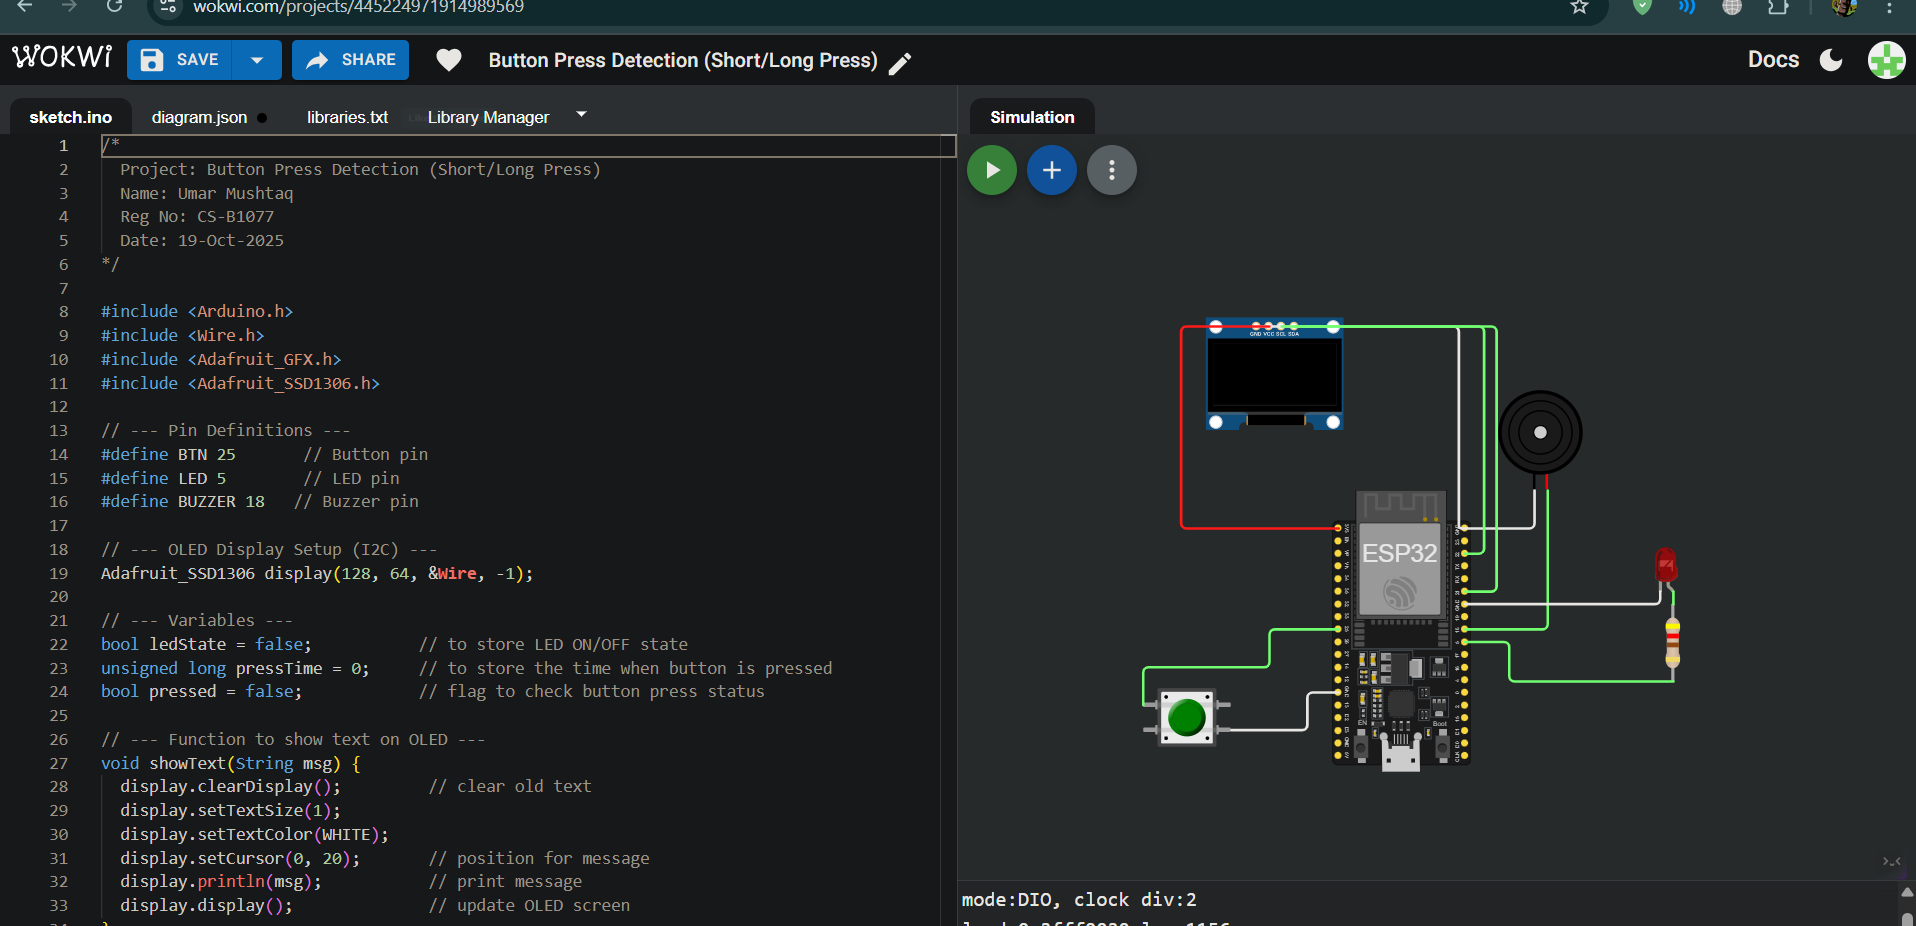 wokwi.com/projects/445224971914989569
WOKWI
SAVE
SHARE
Button Press Detection (Short/Long Press)
Docs
sketch.ino
diagram.json
libraries.txt
Library Manager
1 /*
2 Project: Button Press Detection (Short/Long Press)
3 Name: Umar Mushtaq
4 Reg No: CS-B1077
5 Date: 19-Oct-2025
6 */
7
8 #include <Arduino.h>
9 #include <Wire.h>
10 #include <Adafruit_GFX.h>
11 #include <Adafruit_SSD1306.h>
12
13 // --- Pin Definitions ---
14 #define BTN 25 // Button pin
15 #define LED 5 // LED pin
16 #define BUZZER 18 // Buzzer pin
17
18 // --- OLED Display Setup (I2C) ---
19 Adafruit_SSD1306 display(128, 64, &Wire, -1);
20
21 // --- Variables ---
22 bool ledState = false; // to store LED ON/OFF state
23 unsigned long pressTime = 0; // to store the time when button is pressed
24 bool pressed = false; // flag to check button press status
25
26 // --- Function to show text on OLED ---
27 void showText(String msg) {
28 display.clearDisplay(); // clear old text
29 display.setTextSize(1);
30 display.setTextColor(WHITE);
31 display.setCursor(0, 20); // position for message
32 display.println(msg); // print message
33 display.display(); // update OLED screen
Simulation
GND VCC SCL SDA
ESP32
EN
Boot
mode:DIO, clock div:2